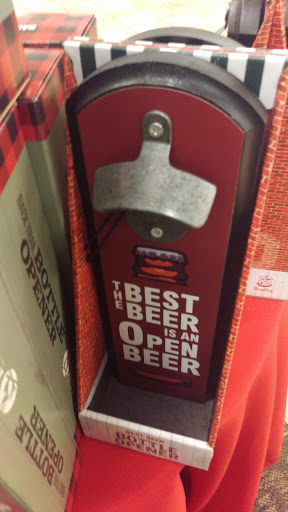 THE BEST
BEER
IS AN
OPEN
BEER
BOTTLE
OPENER
BOTTLE
OPENER
BOTTLE
OPENER